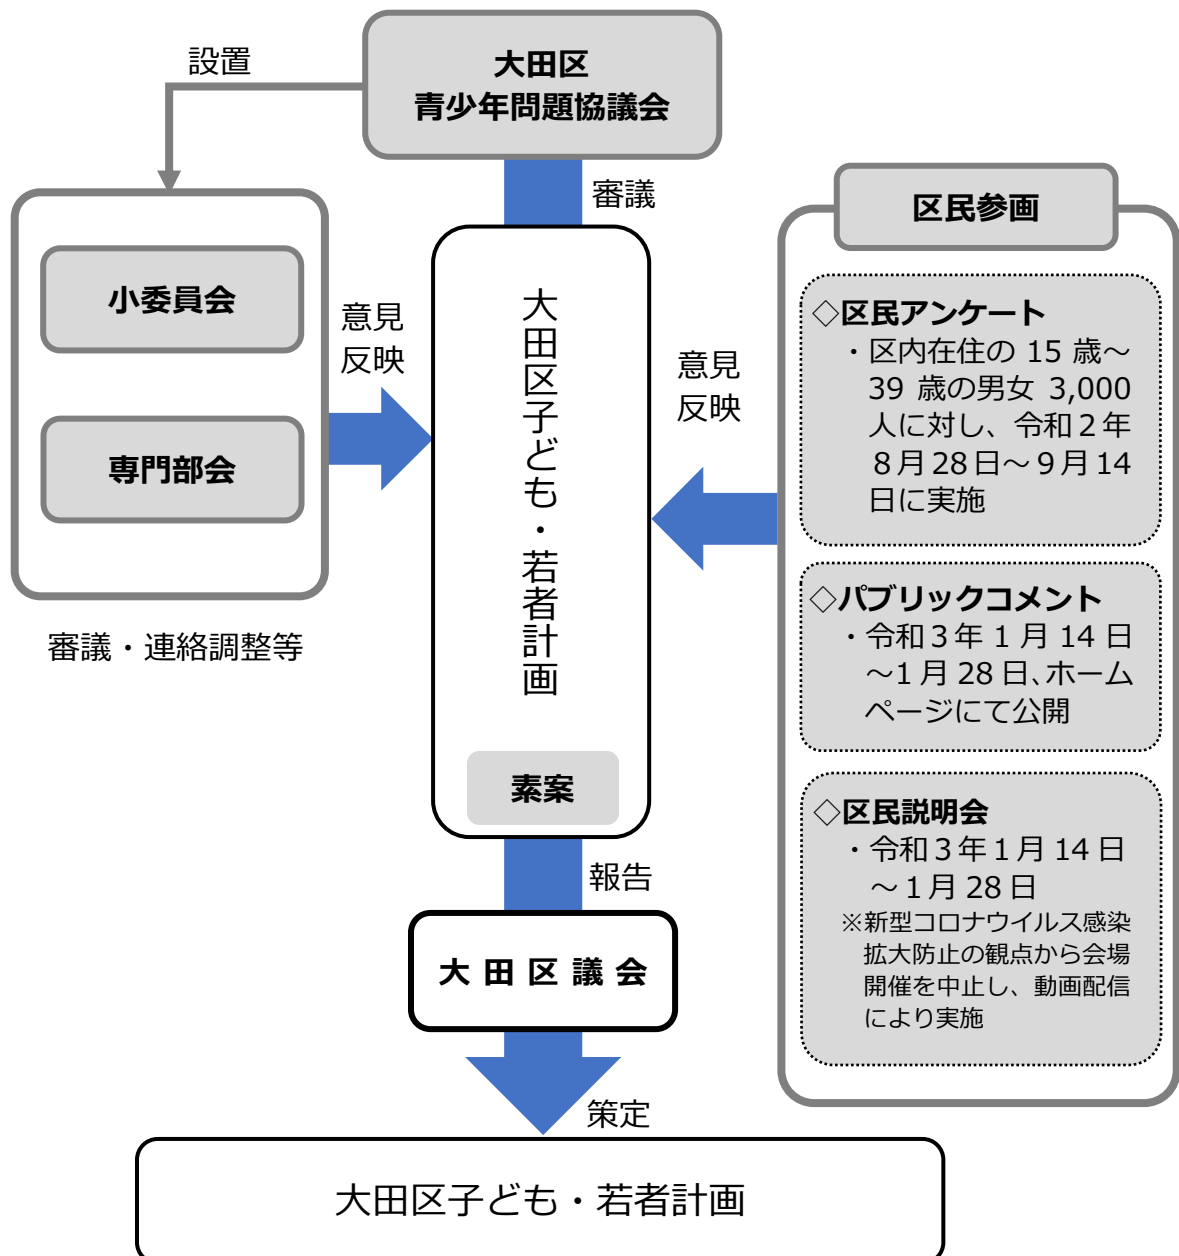 大田区
青少年問題協議会
設置
審議
小委員会
専門部会
審議・連絡調整等
意見
反映
大田区子ども・若者計画
素案
意見
反映
区民参画
◇区民アンケート
・区内在住の 15 歳～
39 歳の男女 3,000
人に対し、令和２年
８月 28日～９月 14
日に実施
◇パブリックコメント
・令和３年 1 月 14 日
～1 月 28 日、ホーム
ページにて公開
◇区民説明会
・令和３年１月 14 日
～１月 28 日
※新型コロナウイルス感染
拡大防止の観点から会場
開催を中止し、動画配信
により実施
報告
大 田 区 議 会
策定
大田区子ども・若者計画